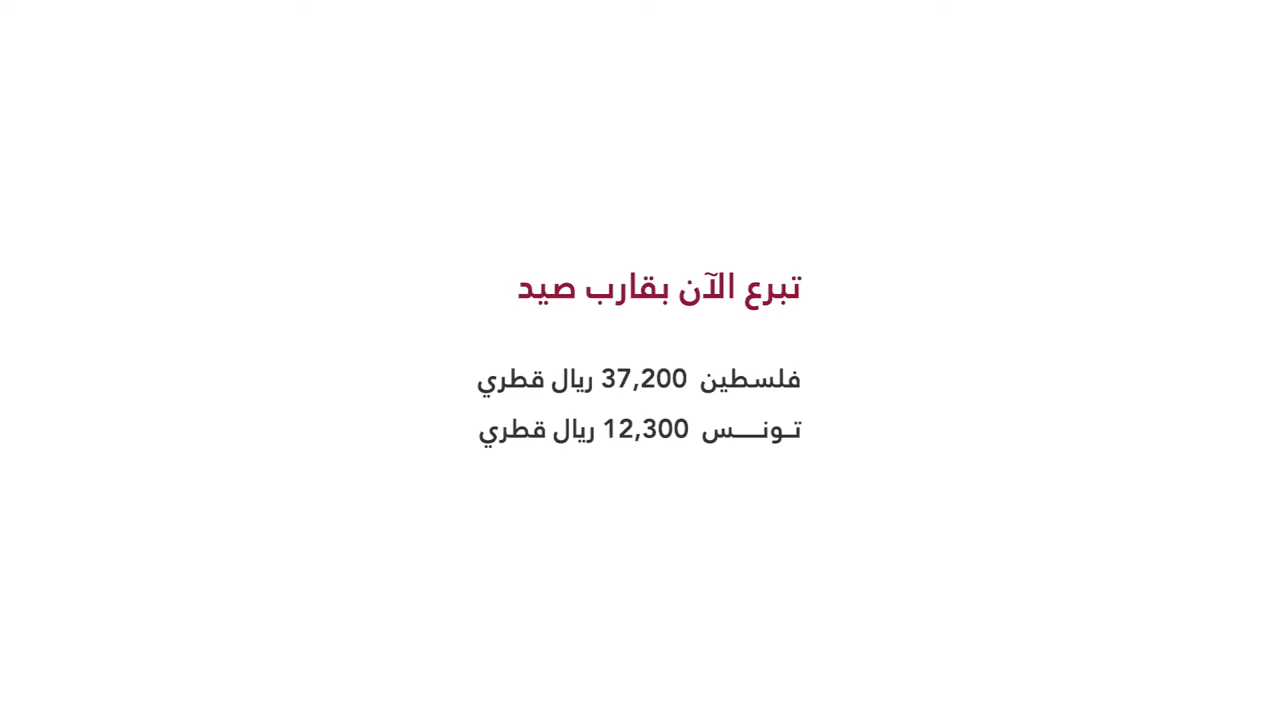 تبرع الآن بقارب صيد
فلسطين 37,200 ريال قطري
تـونـــس 12,300 ريال قطري